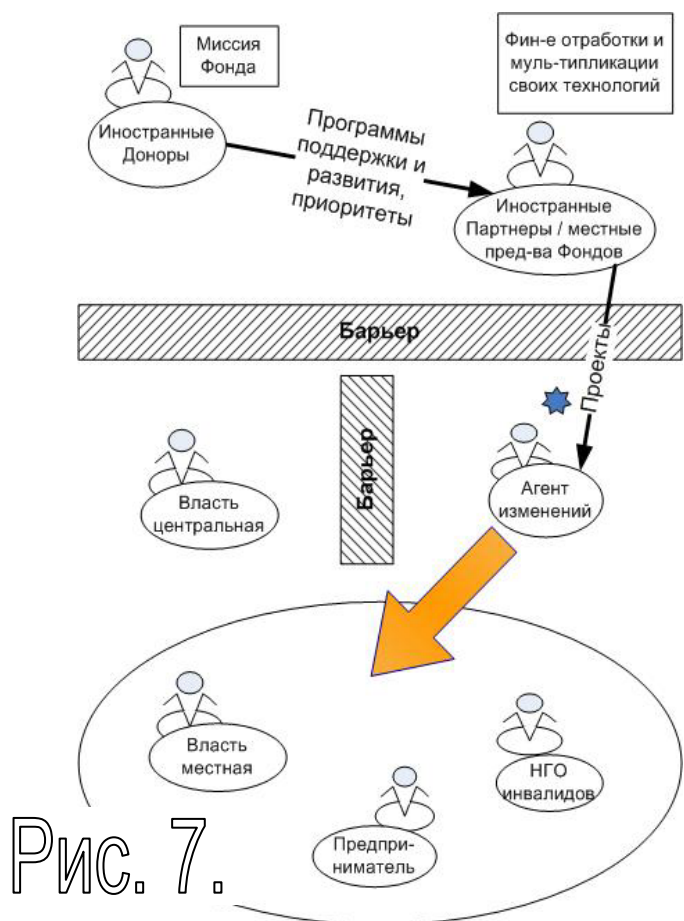 Миссия
Фонда
Фин-е отработки и
муль-типликации
своих технологий
Иностранные
Доноры
Программы
поддержки и
развития,
приоритеты
Иностранные
Партнеры / местные
пред-ва Фондов
Барьер
Проекты
Барьер
Власть
центральная
Агент
изменений
Власть
местная
НГО
инвалидов
Предпри-
ниматель
Рис. 7.